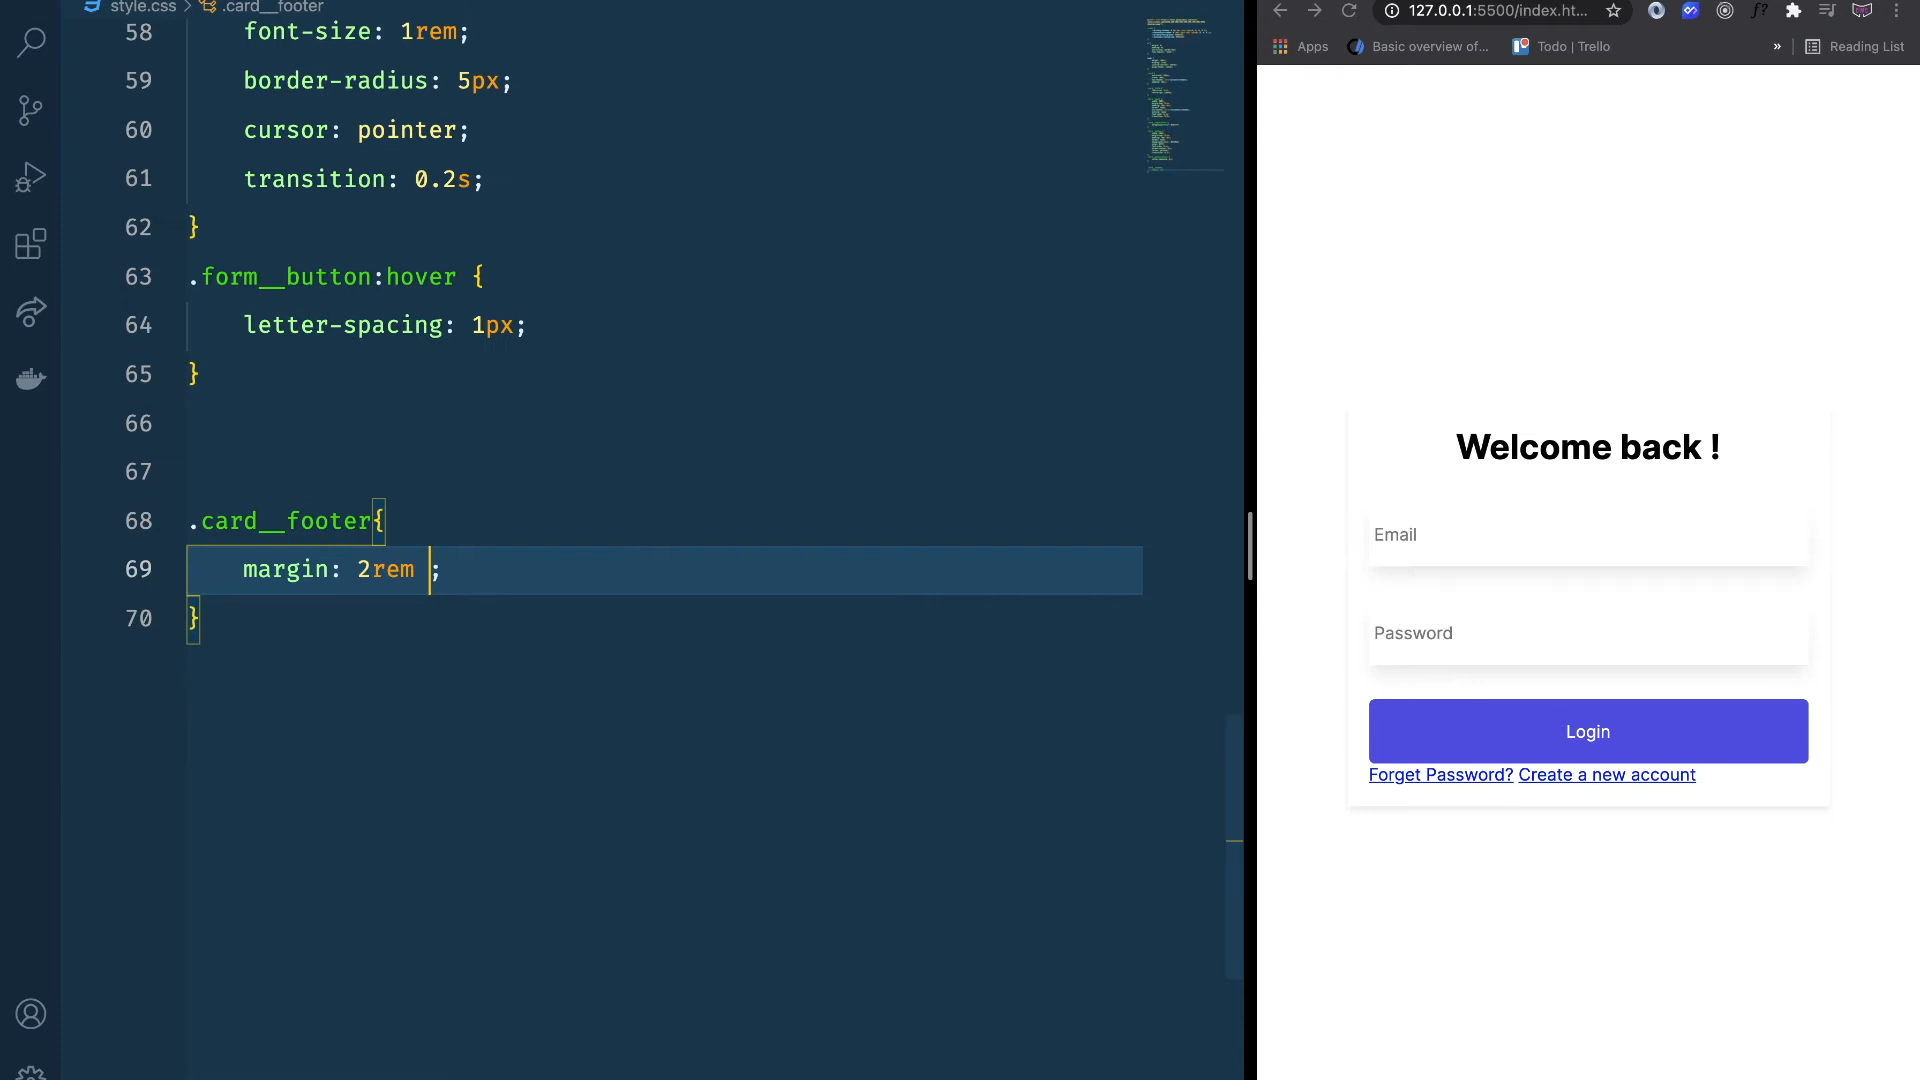 style.css > .card__footer
58 font-size: 1rem;
59 border-radius: 5px;
60 cursor: pointer;
61 transition: 0.2s;
62 }
63 .form__button:hover {
64 letter-spacing: 1px;
65 }
66
67
68 .card__footer{
69 margin: 2rem ;
70 }
127.0.0.1:5500/index.ht...
f?
Apps
Basic overview of...
Todo | Trello
»
Reading List
Welcome back !
Email
Password
Login
Forget Password? Create a new account